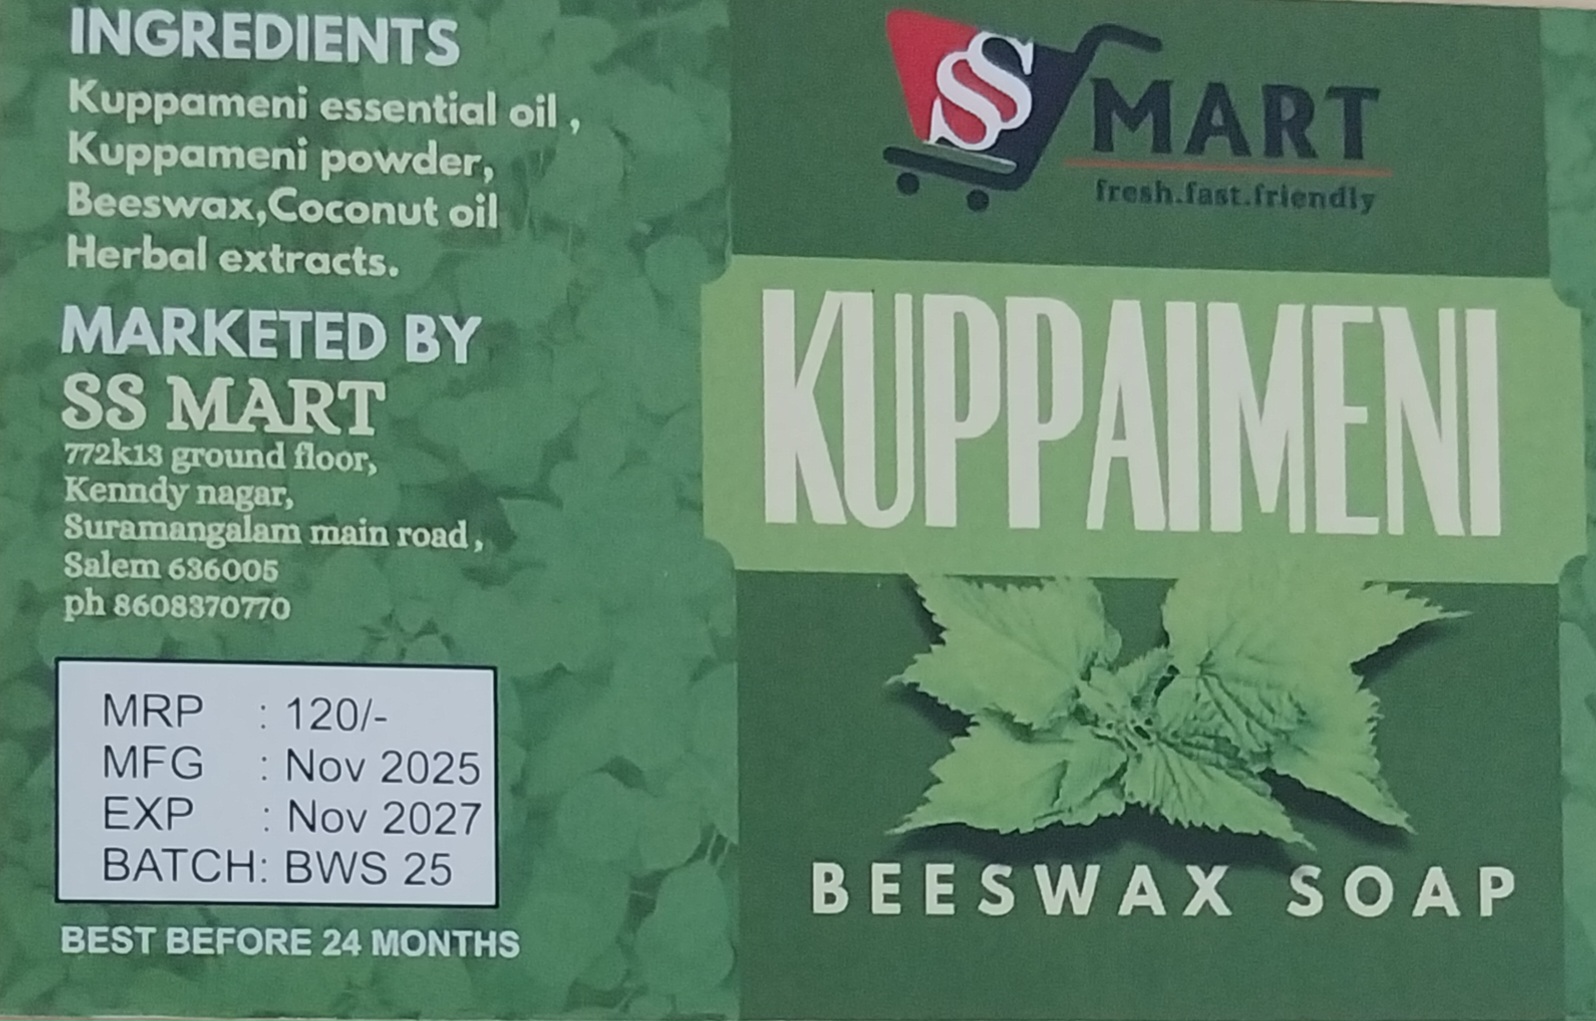 INGREDIENTS
Kuppameni essential oil ,
Kuppameni powder,
Beeswax,Coconut oil
Herbal extracts.
MARKETED BY
SS MART
772k13 ground floor,
Kenndy nagar,
Suramangalam main road ,
Salem 636005
ph 8608370770
MRP : 120/-
MFG : Nov 2025
EXP : Nov 2027
BATCH: BWS 25
BEST BEFORE 24 MONTHS
SS MART
fresh.fast.friendly
KUPPAIMENI
BEESWAX SOAP